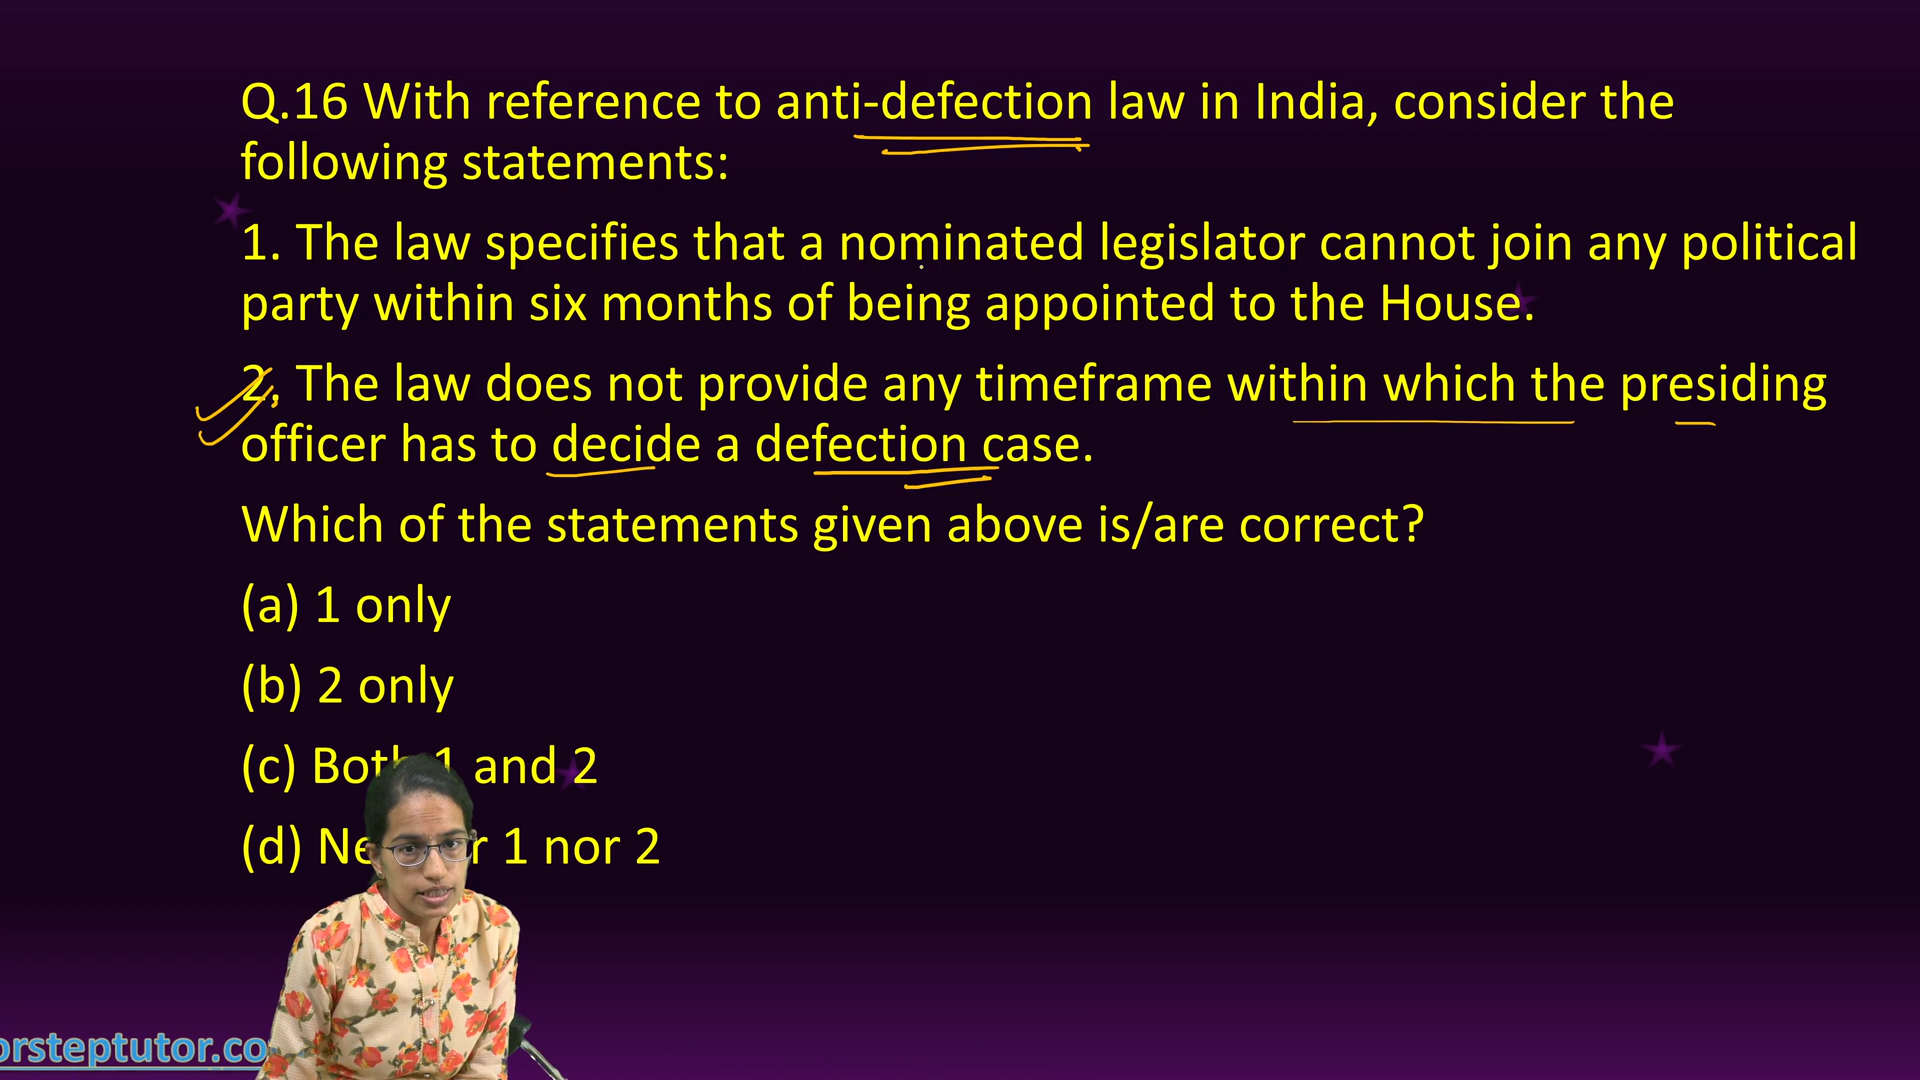 Q.16 With reference to anti-defection law in India, consider the
following statements:
1. The law specifies that a nominated legislator cannot join any political
party within six months of being appointed to the House.
2. The law does not provide any timeframe within which the presiding
officer has to decide a defection case.
Which of the statements given above is/are correct?
(a) 1 only
(b) 2 only
(c) Both 1 and 2
(d) Neither 1 nor 2
orsteptutor.co